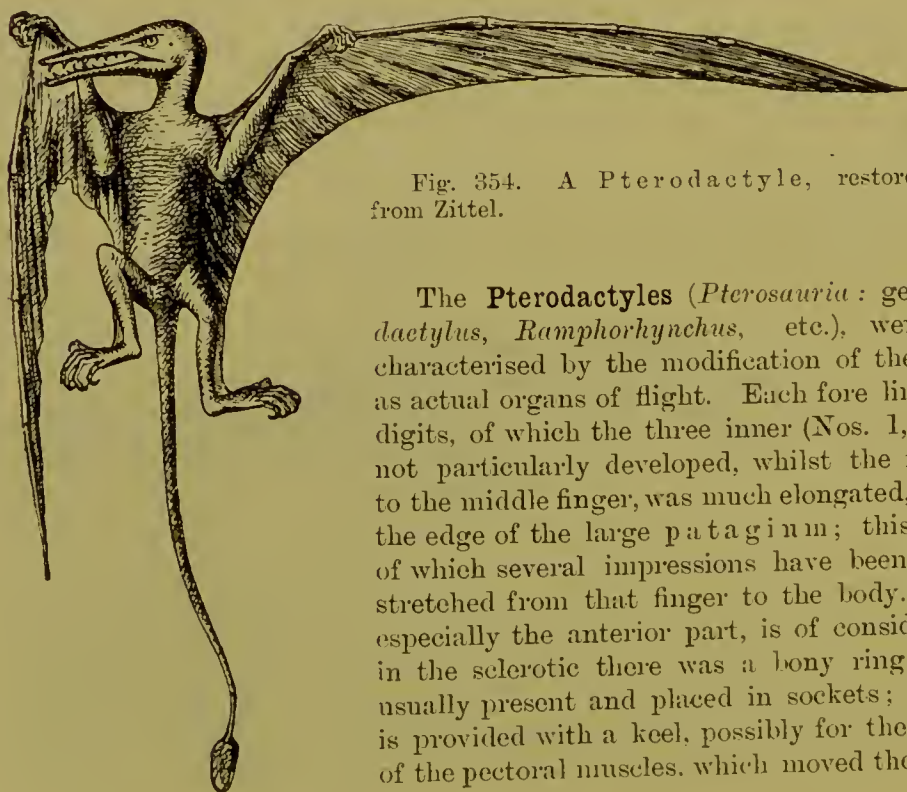 Fig. 354. A Pterodactyle, restore
from Zittel.
The Pterodactyles (Pterosauria: ge
dactylus, Ramphorhynchus, etc.), wer
characterised by the modification of the
as actual organs of flight. Each fore lin
digits, of which the three inner (Nos. 1,
not particularly developed, whilst the
to the middle finger, was much elongated,
the edge of the large patagium; this
of which several impressions have been
stretched from that finger to the body.
especially the anterior part, is of consid
in the sclerotic there was a bony ring
usually present and placed in sockets;
is provided with a keel, possibly for the
of the pectoral muscles, which moved the